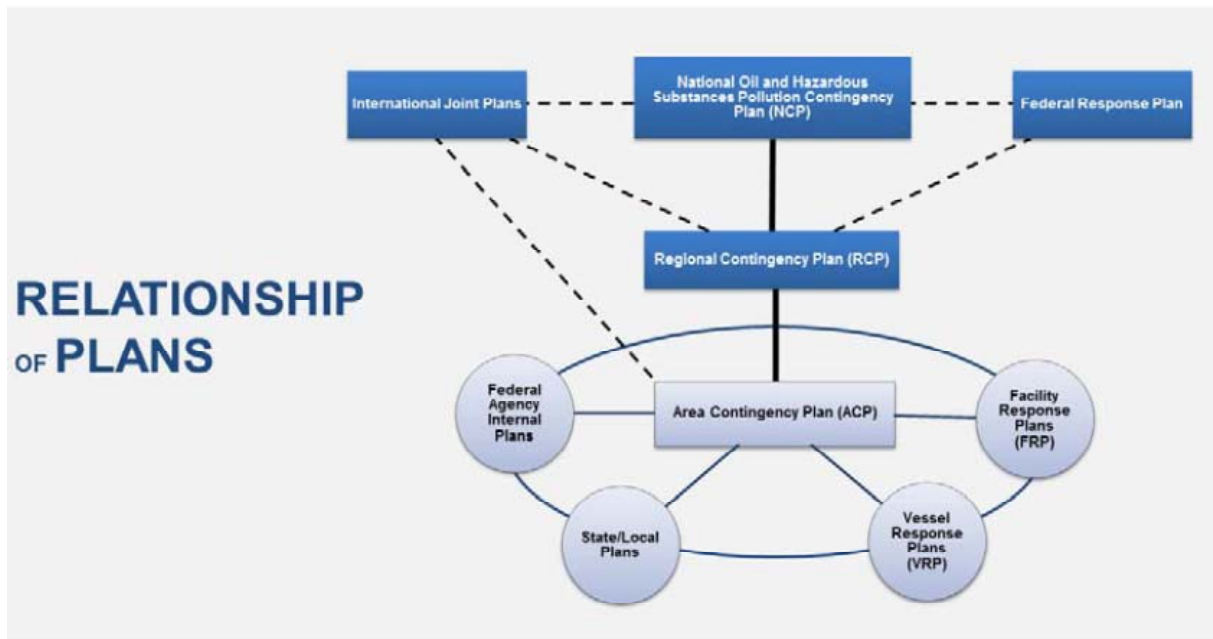 International Joint Plans
National Oil and Hazardous
Substances Pollution Contingency
Plan (NCP)
Federal Response Plan
Regional Contingency Plan (RCP)
RELATIONSHIP
OF PLANS
Federal
Agency
Internal
Plans
Area Contingency Plan (ACP)
Facility
Response
Plans
(FRP)
State/Local
Plans
Vessel
Response
Plans
(VRP)